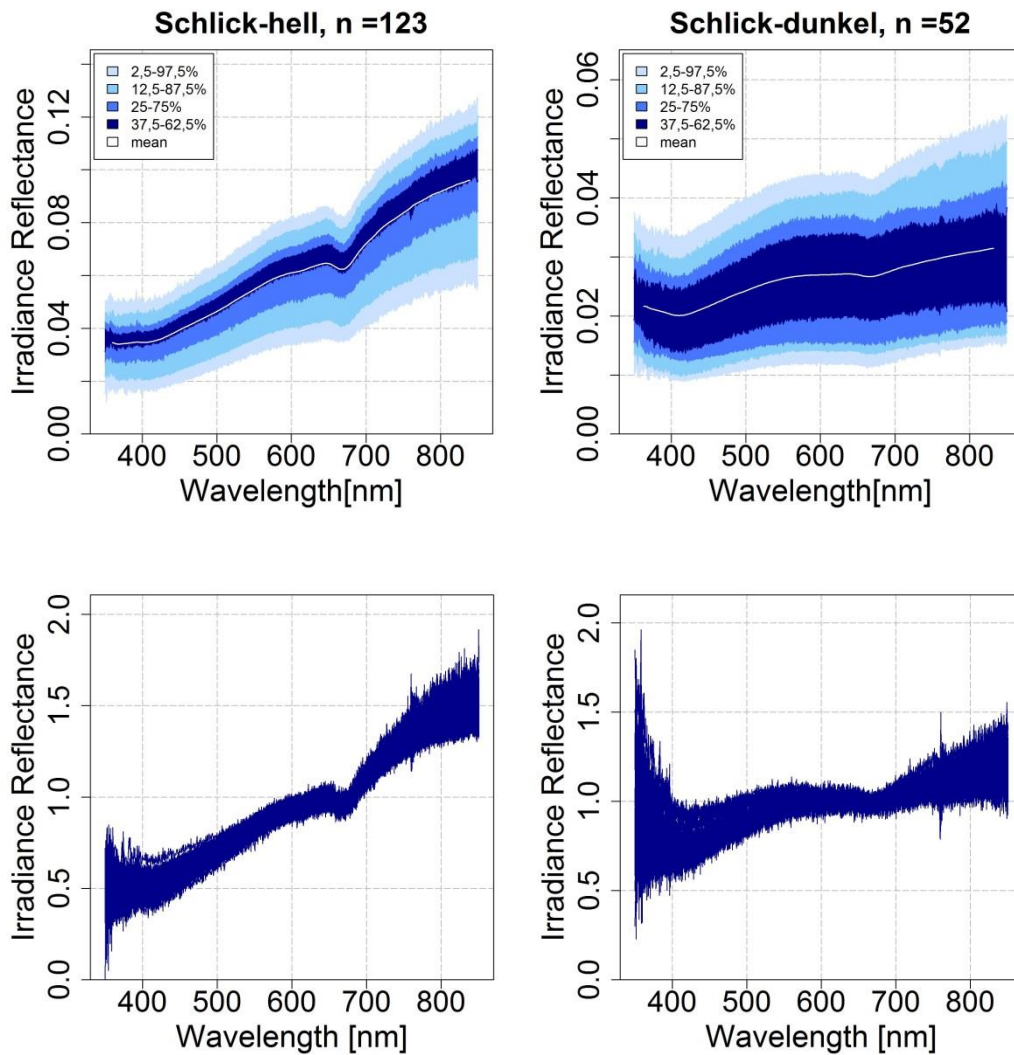 Schlick-hell, n =123
2,5-97,5%
12,5-87,5%
25-75%
37,5-62,5%
mean
Irradiance Reflectance
0.00 0.04 0.08 0.12
400 500 600 700 800
Wavelength[nm]
Schlick-dunkel, n =52
2,5-97,5%
12,5-87,5%
25-75%
37,5-62,5%
mean
Irradiance Reflectance
0.00 0.02 0.04 0.06
400 500 600 700 800
Wavelength[nm]
Irradiance Reflectance
0.0 0.5 1.0 1.5 2.0
400 500 600 700 800
Wavelength [nm]
Irradiance Reflectance
0.0 0.5 1.0 1.5 2.0
400 500 600 700 800
Wavelength [nm]